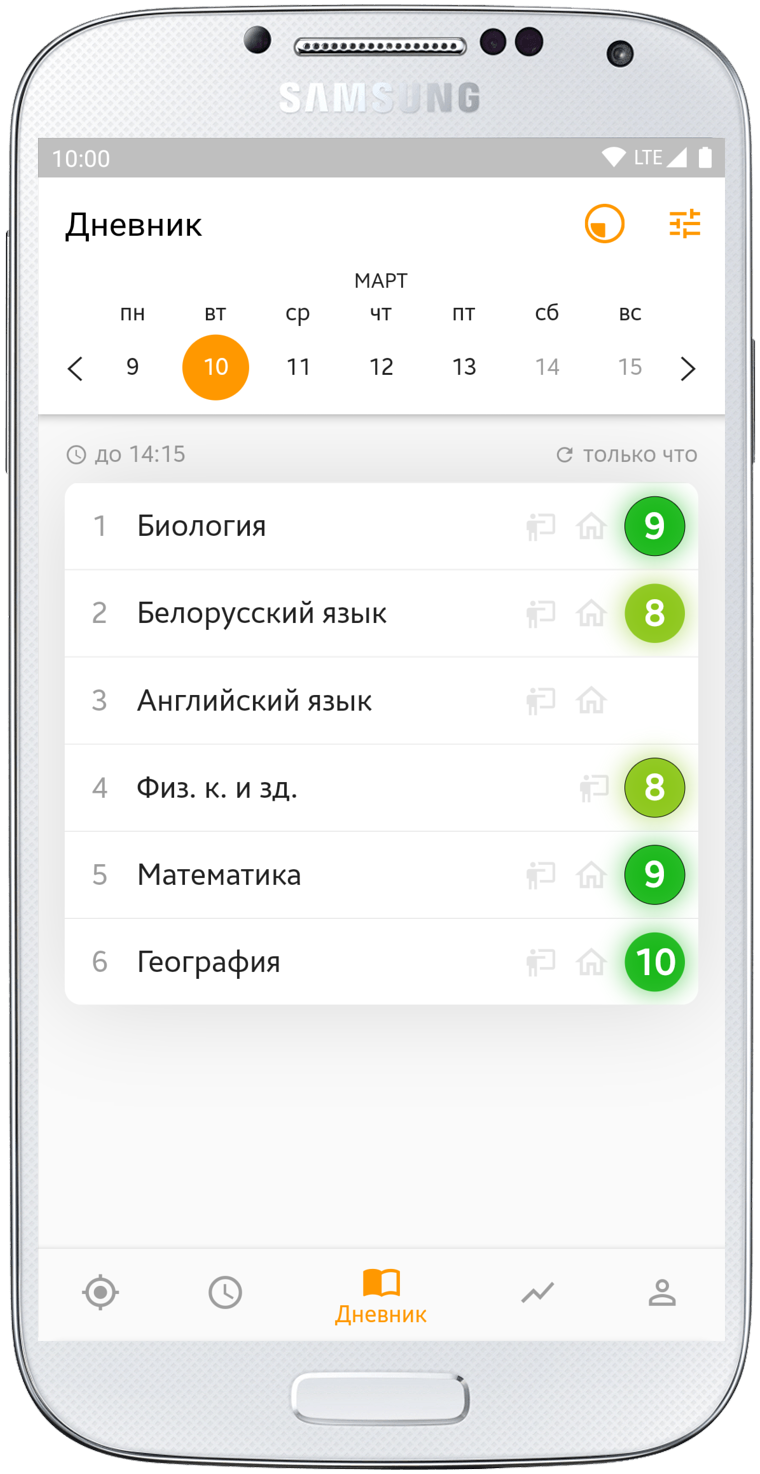 SAMSUNG
10:00 LTE
Дневник
МАРТ
пн вт ср чт пт сб вс
9 10 11 12 13 14 15
до 14:15 только что
1 Биология 9
2 Белорусский язык 8
3 Английский язык
4 Физ. к. и зд. 8
5 Математика 9
6 География 10
Дневник